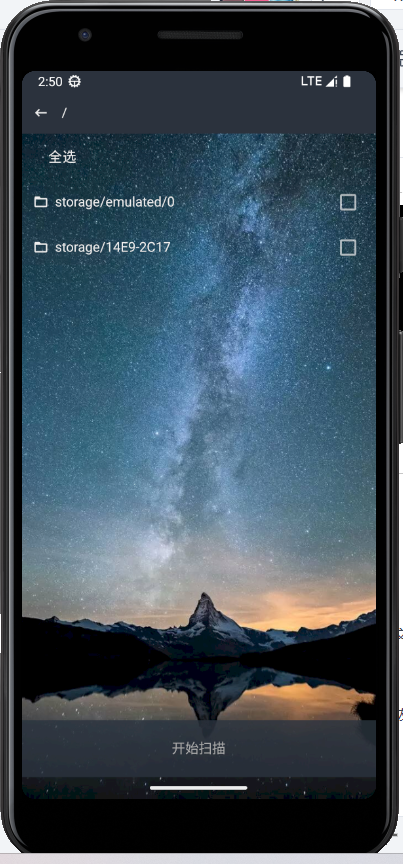 2:50 LTE
/
全选
storage/emulated/0
storage/14E9-2C17
开始扫描